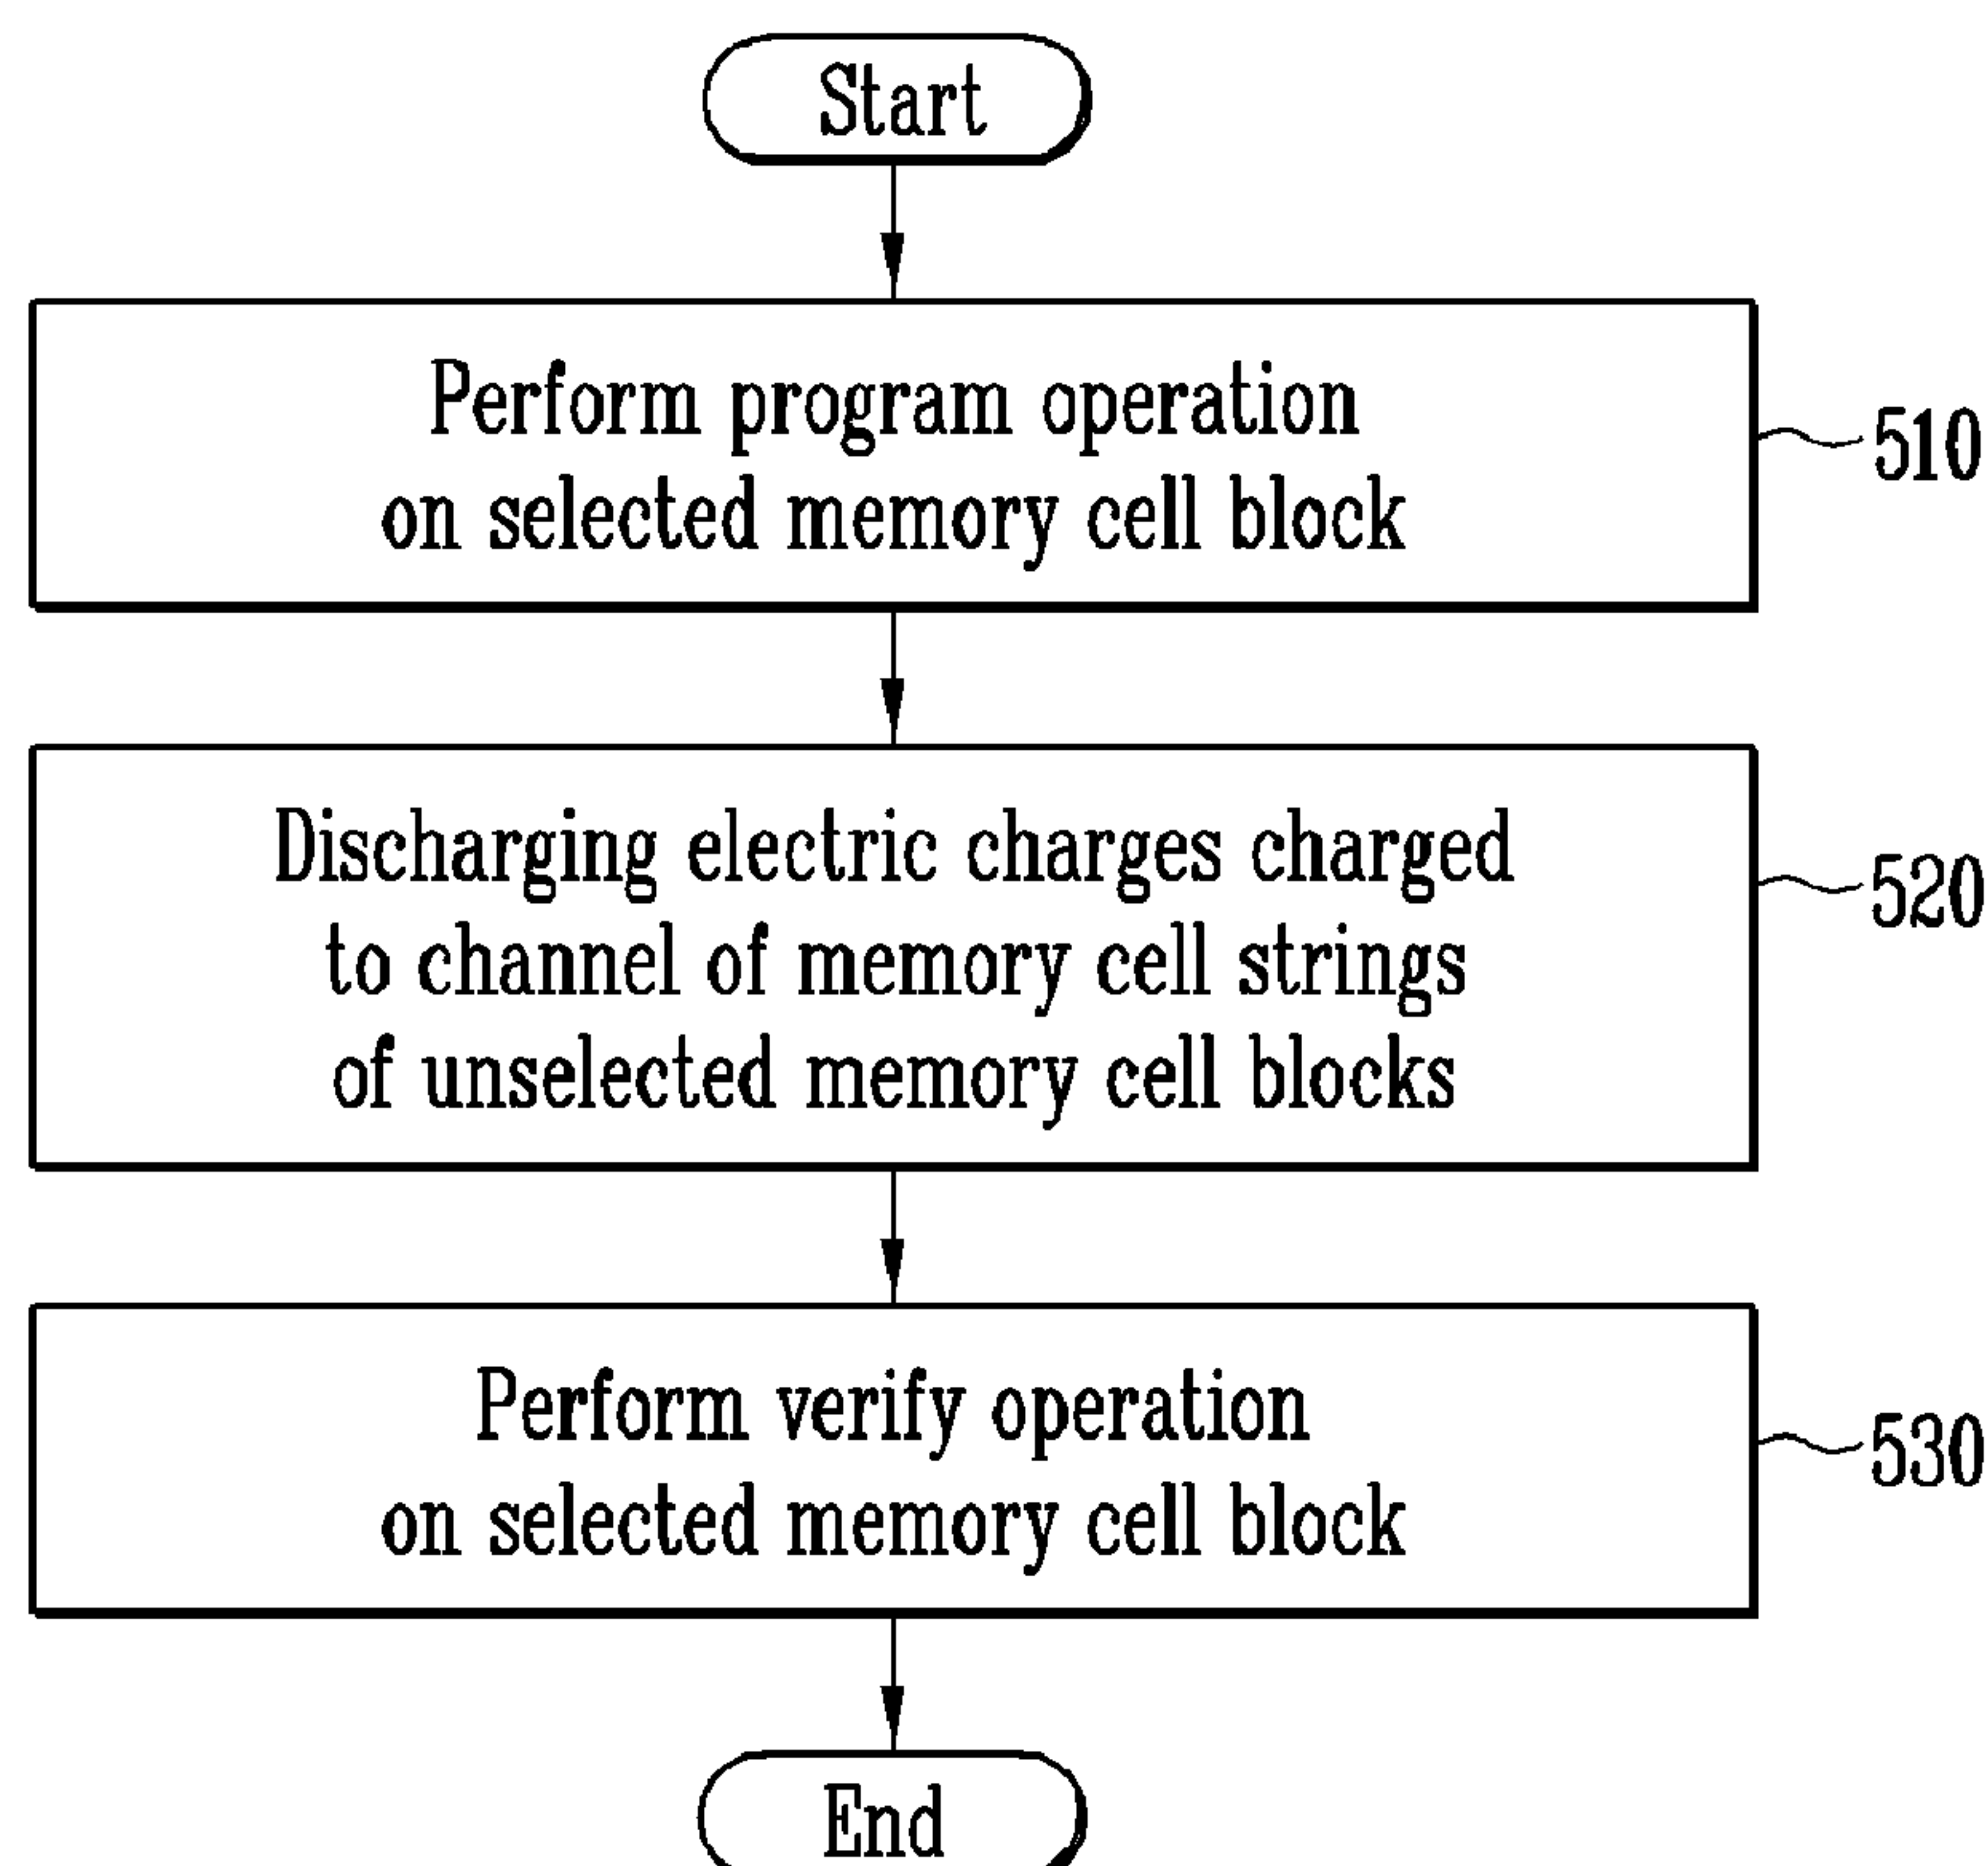 Start
Perform program operation
on selected memory cell block
510
Discharging electric charges charged
to channel of memory cell strings
of unselected memory cell blocks
520
Perform verify operation
on selected memory cell block
530
End